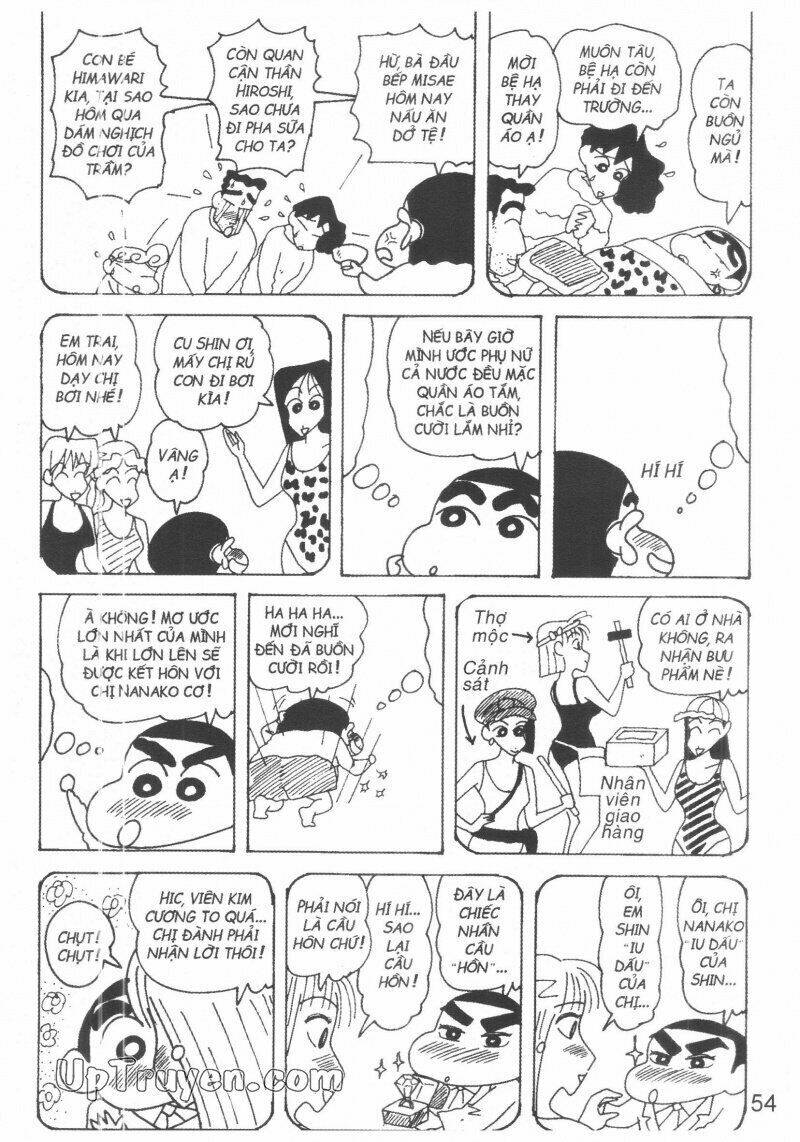 TA
CÒN
BUỒN
NGỦ
MÀ!
MUÔN TÂU,
BỆ HẠ CÒN
PHẢI ĐI ĐẾN
TRƯỜNG...
MỜI
BỆ HẠ
THAY
QUẦN
ÁO Ạ!
HỪ, BÀ ĐẦU
BẾP MISAE
HÔM NAY
NẤU ĂN
DỞ TỆ!
CÒN QUAN
CẬN THẦN
HIROSHI,
SAO CHƯA
ĐI PHA SỮA
CHO TA?
CON BÉ
HIMAWARI
KIA, TẠI SAO
HÔM QUA
DÁM NGHỊCH
ĐỒ CHƠI CỦA
TRẪM?
HÍ HÍ
NẾU BÂY GIỜ
MÌNH ƯỚC PHỤ NỮ
CẢ NƯỚC ĐỀU MẶC
QUẦN ÁO TẮM,
CHẮC LÀ BUỒN
CƯỜI LẮM NHỈ?
CU SHIN ƠI,
MẤY CHỊ RỦ
CON ĐI BƠI
KÌA!
EM TRAI,
HÔM NAY
DẠY CHỊ
BƠI NHÉ!
VÂNG
Ạ!
CÓ AI Ở NHÀ
KHÔNG, RA
NHẬN BƯU
PHẨM NÈ!
Thợ
mộc
Cảnh
sát
Nhân
viên
giao
hàng
HA HA HA...
MỚI NGHĨ
ĐẾN ĐÃ BUỒN
CƯỜI RỒI!
À KHÔNG! MƠ ƯỚC
LỚN NHẤT CỦA MÌNH
LÀ KHI LỚN LÊN SẼ
ĐƯỢC KẾT HÔN VỚI
CHỊ NANAKO CƠ!
ÔI, CHỊ
NANAKO
"IU DẤU"
CỦA
SHIN...
ÔI,
EM
SHIN
"IU
DẤU"
CỦA
CHỊ...
ĐÂY LÀ
CHIẾC
NHẪN
CẦU
"HỒN"...
HÍ HÍ...
SAO
LẠI
CẦU
HỒN!
PHẢI NÓI
LÀ CẦU
HÔN CHỨ!
HIC, VIÊN KIM
CƯƠNG TO QUÁ...
CHỊ ĐÀNH PHẢI
NHẬN LỜI THÔI!
CHỤT!
CHỤT!
UpTruyen.com
54